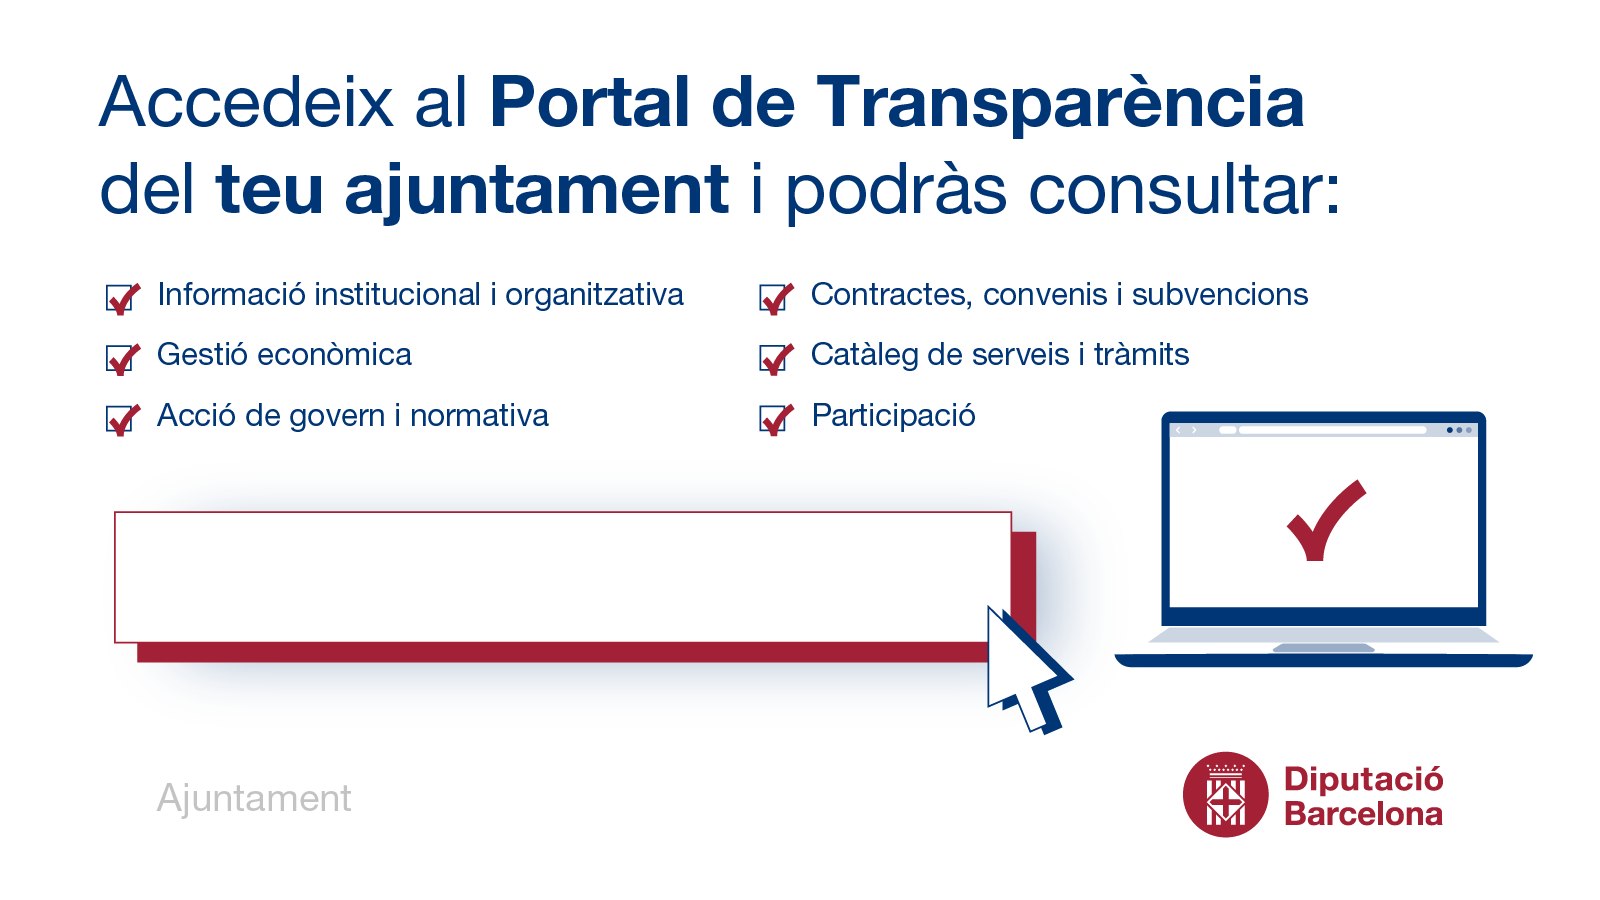 Accedeix al Portal de Transparència
del teu ajuntament i podràs consultar:
Informació institucional i organitzativa
Gestió econòmica
Acció de govern i normativa
Contractes, convenis i subvencions
Catàleg de serveis i tràmits
Participació
Ajuntament
Diputació
Barcelona